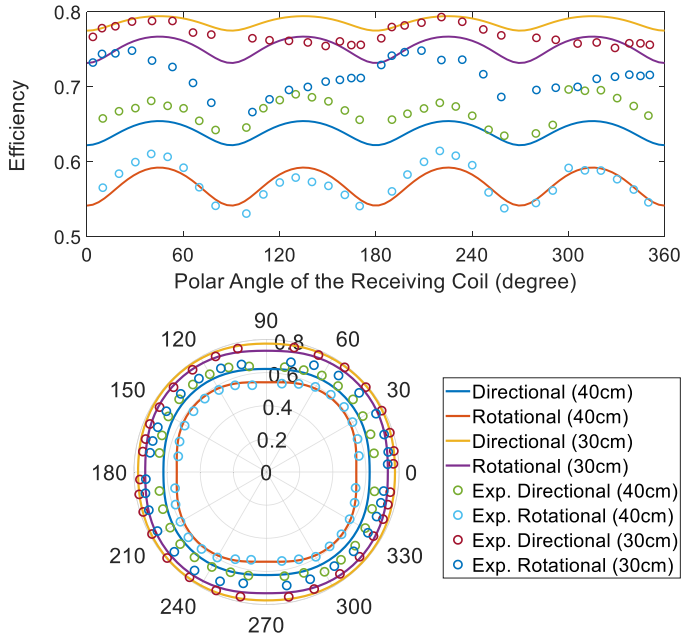 0.8
0.7
0.6
0.5
Efficiency
0 60 120 180 240 300 360
Polar Angle of the Receiving Coil (degree)
90
120 0.8 60
0.6
150 30
0.4
0.2
180 0 0
210 330
240 300
270
Directional (40cm)
Rotational (40cm)
Directional (30cm)
Rotational (30cm)
Exp. Directional (40cm)
Exp. Rotational (40cm)
Exp. Directional (30cm)
Exp. Rotational (30cm)